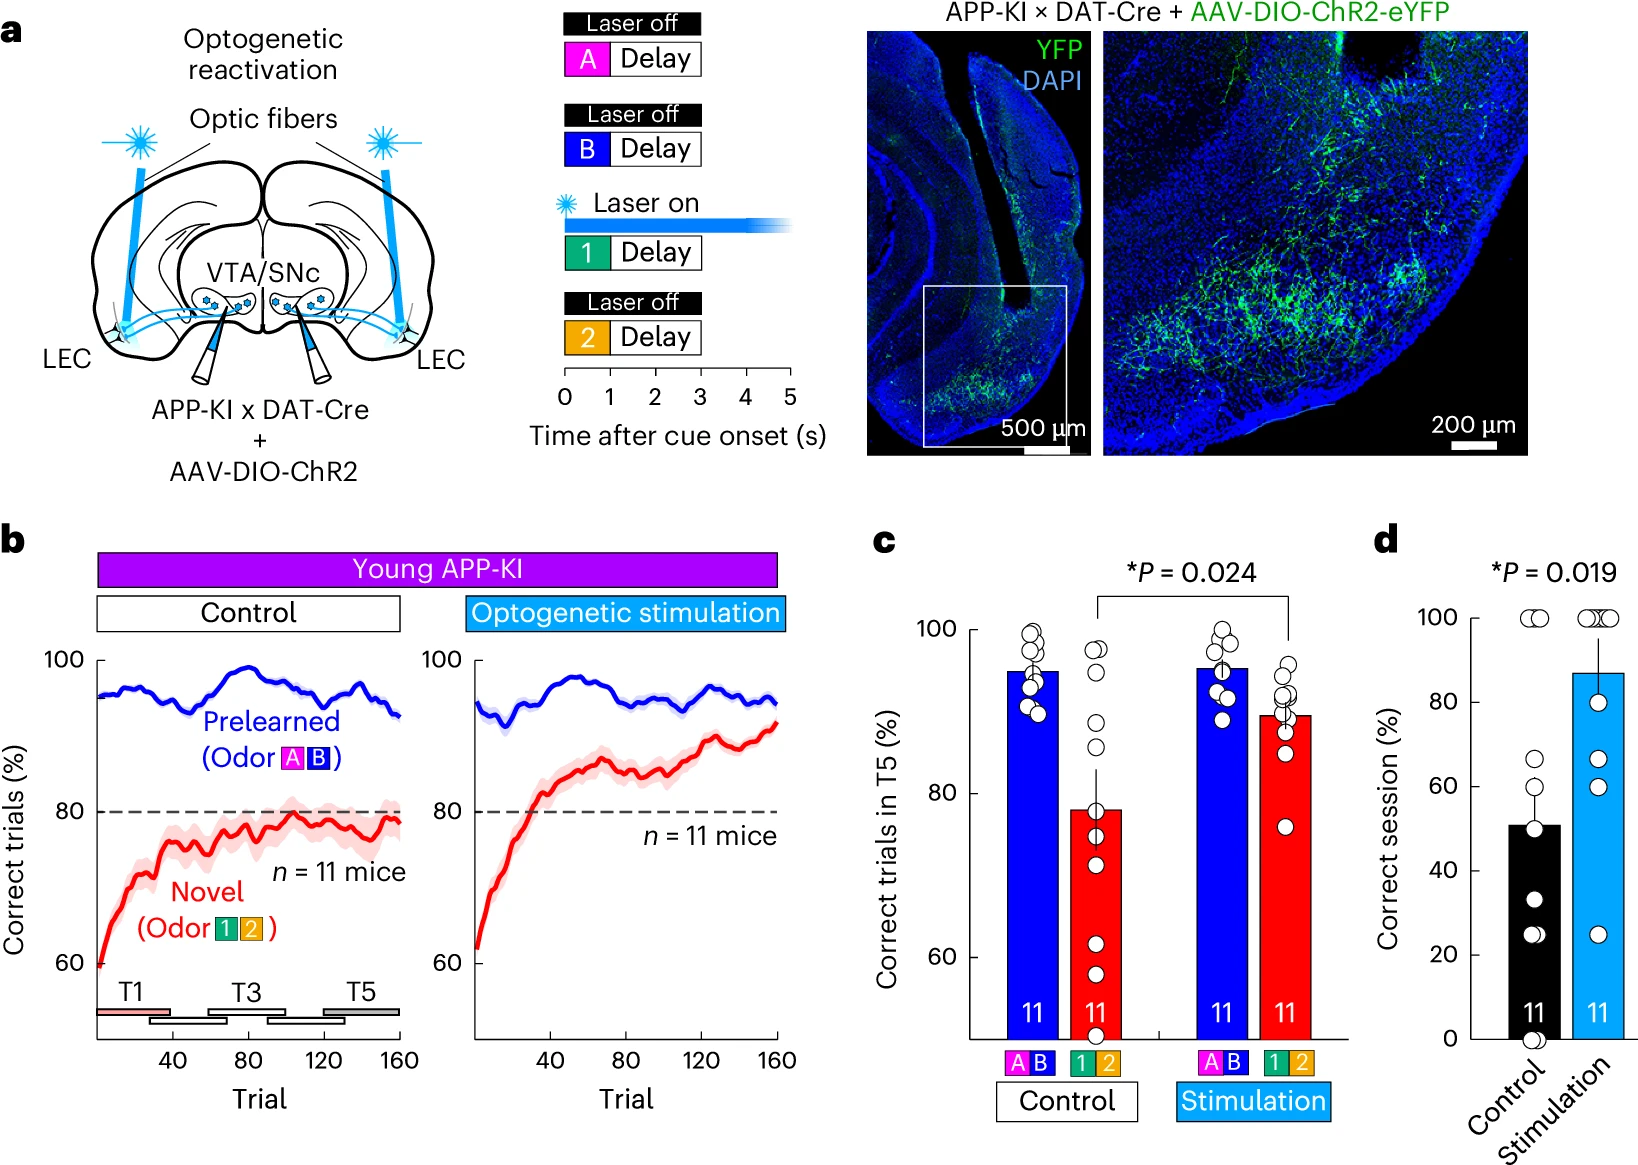 a
Optogenetic
reactivation
Optic fibers
VTA/SNc
LEC
LEC
APP-KI x DAT-Cre
+
AAV-DIO-ChR2
Laser off
A Delay
Laser off
B Delay
Laser on
1 Delay
Laser off
2 Delay
0 1 2 3 4 5
Time after cue onset (s)
APP-KI × DAT-Cre + AAV-DIO-ChR2-eYFP
YFP
DAPI
500 μm
200 μm
b
Young APP-KI
Control
Optogenetic stimulation
Correct trials (%)
100
80
60
Prelearned
(Odor A B)
n = 11 mice
Novel
(Odor 1 2)
T1 T3 T5
40 80 120 160
Trial
100
80
60
n = 11 mice
40 80 120 160
Trial
c
*P = 0.024
Correct trials in T5 (%)
100
80
60
11 11 11 11
A B 1 2 A B 1 2
Control Stimulation
d
*P = 0.019
Correct session (%)
100
80
60
40
20
0
11 11
Control
Stimulation